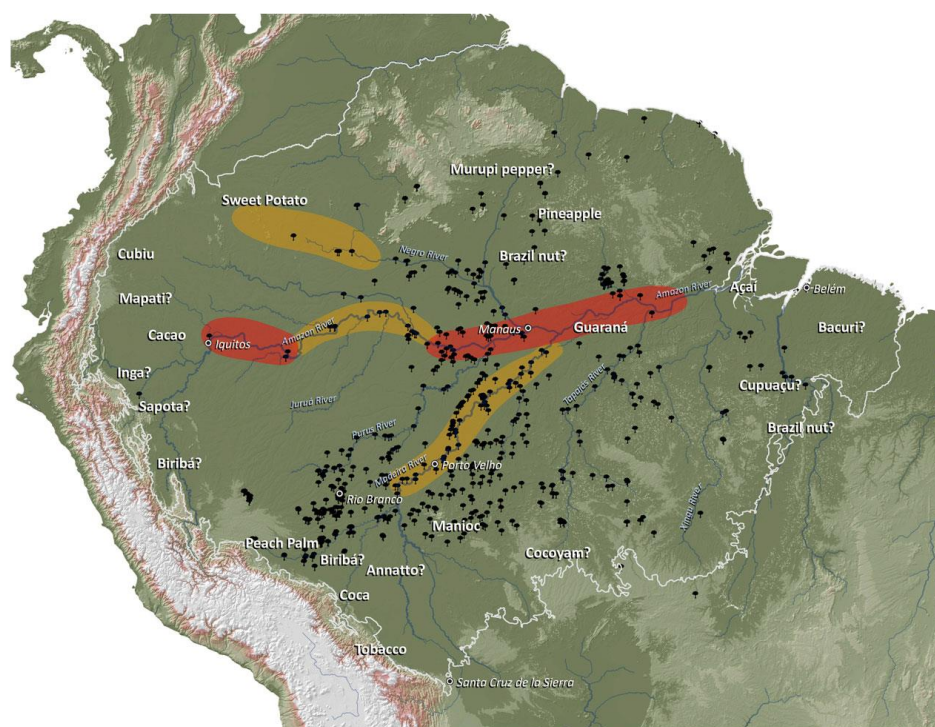 Murupi pepper?
Sweet Potato
Pineapple
Cubiu
Negro River
Brazil nut?
Mapati?
Amazon River
Açaí
Belém
Cacao
Iquitos
Amazon River
Manaus
Guaraná
Bacuri?
Inga?
Tapajós River
Cupuaçu?
Sapota?
Juruá River
Brazil nut?
Purus River
Biribá?
Madeira River
Porto Velho
Rio Branco
Xingu River
Manioc
Peach Palm
Biribá?
Cocoyam?
Annatto?
Coca
Tobacco
Santa Cruz de la Sierra